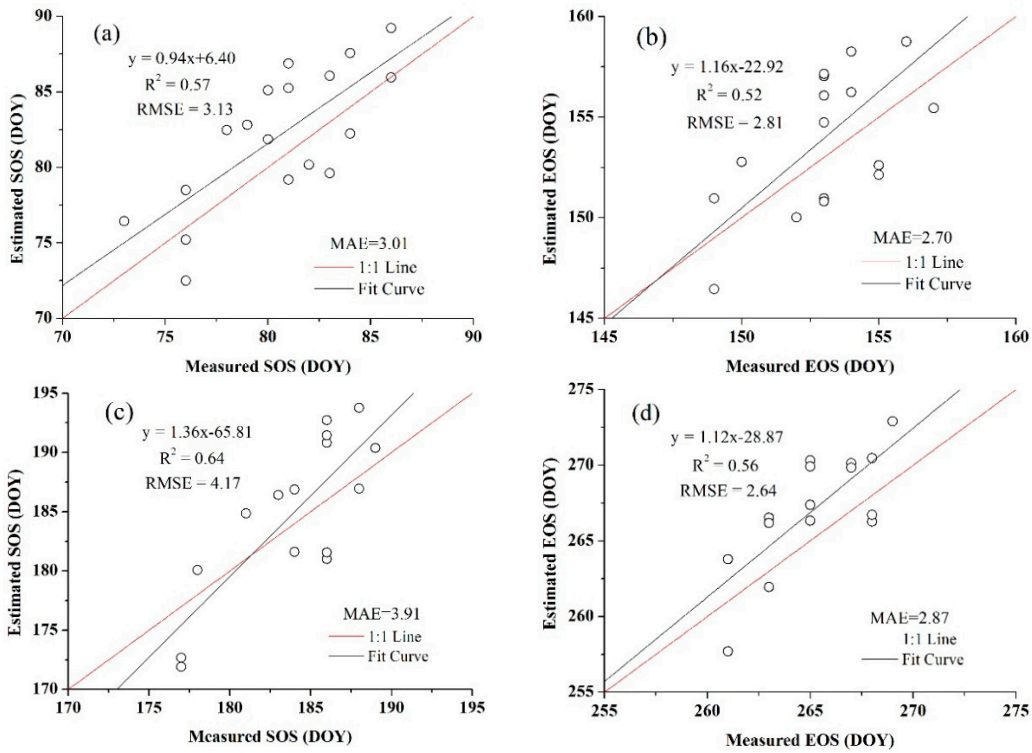 (a)
y = 0.94x+6.40
R² = 0.57
RMSE = 3.13
MAE=3.01
1:1 Line
Fit Curve
90
85
80
75
70
70
75
80
85
90
Estimated SOS (DOY)
Measured SOS (DOY)
(b)
y = 1.16x-22.92
R² = 0.52
RMSE = 2.81
MAE=2.70
1:1 Line
Fit Curve
160
155
150
145
145
150
155
160
Estimated EOS (DOY)
Measured EOS (DOY)
(c)
y = 1.36x-65.81
R² = 0.64
RMSE = 4.17
MAE=3.91
1:1 Line
Fit Curve
195
190
185
180
175
170
170
175
180
185
190
195
Estimated SOS (DOY)
Measured SOS (DOY)
(d)
y = 1.12x-28.87
R² = 0.56
RMSE = 2.64
MAE=2.87
1:1 Line
Fit Curve
275
270
265
260
255
255
260
265
270
275
Estimated EOS (DOY)
Measured EOS (DOY)